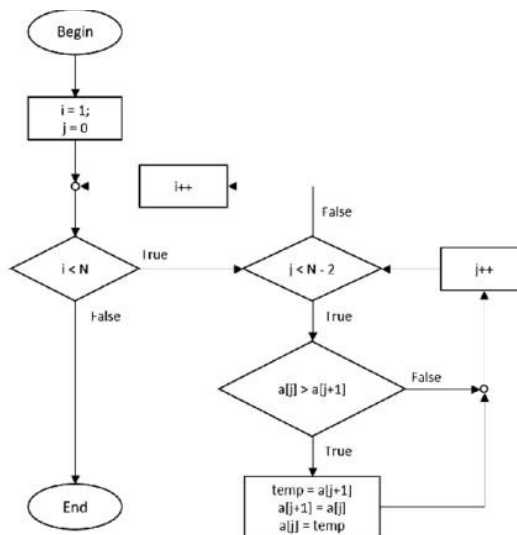 Begin
i = 1;
j = 0
i++
False
i < N
True
j < N - 2
j++
False
True
a[j] > a[j+1]
False
True
temp = a[j+1]
a[j+1] = a[j]
a[j] = temp
End